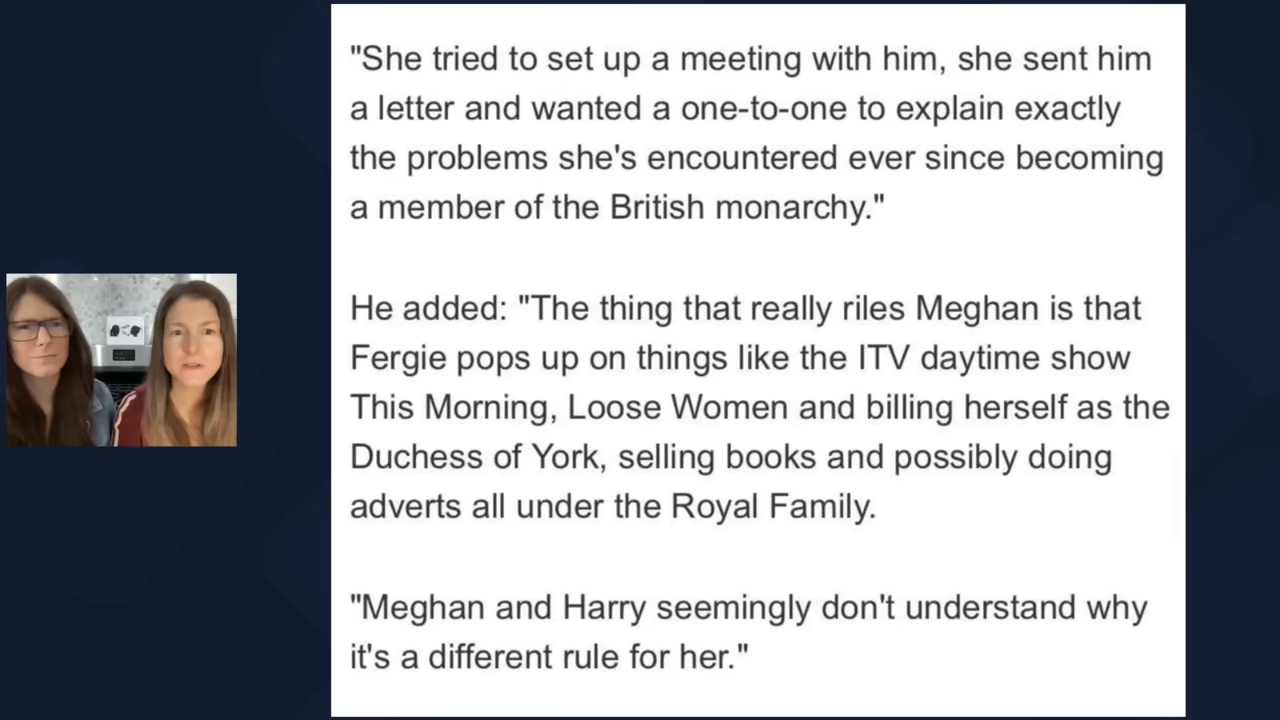 "She tried to set up a meeting with him, she sent him
a letter and wanted a one-to-one to explain exactly
the problems she's encountered ever since becoming
a member of the British monarchy."
He added: "The thing that really riles Meghan is that
Fergie pops up on things like the ITV daytime show
This Morning, Loose Women and billing herself as the
Duchess of York, selling books and possibly doing
adverts all under the Royal Family.
"Meghan and Harry seemingly don't understand why
it's a different rule for her."